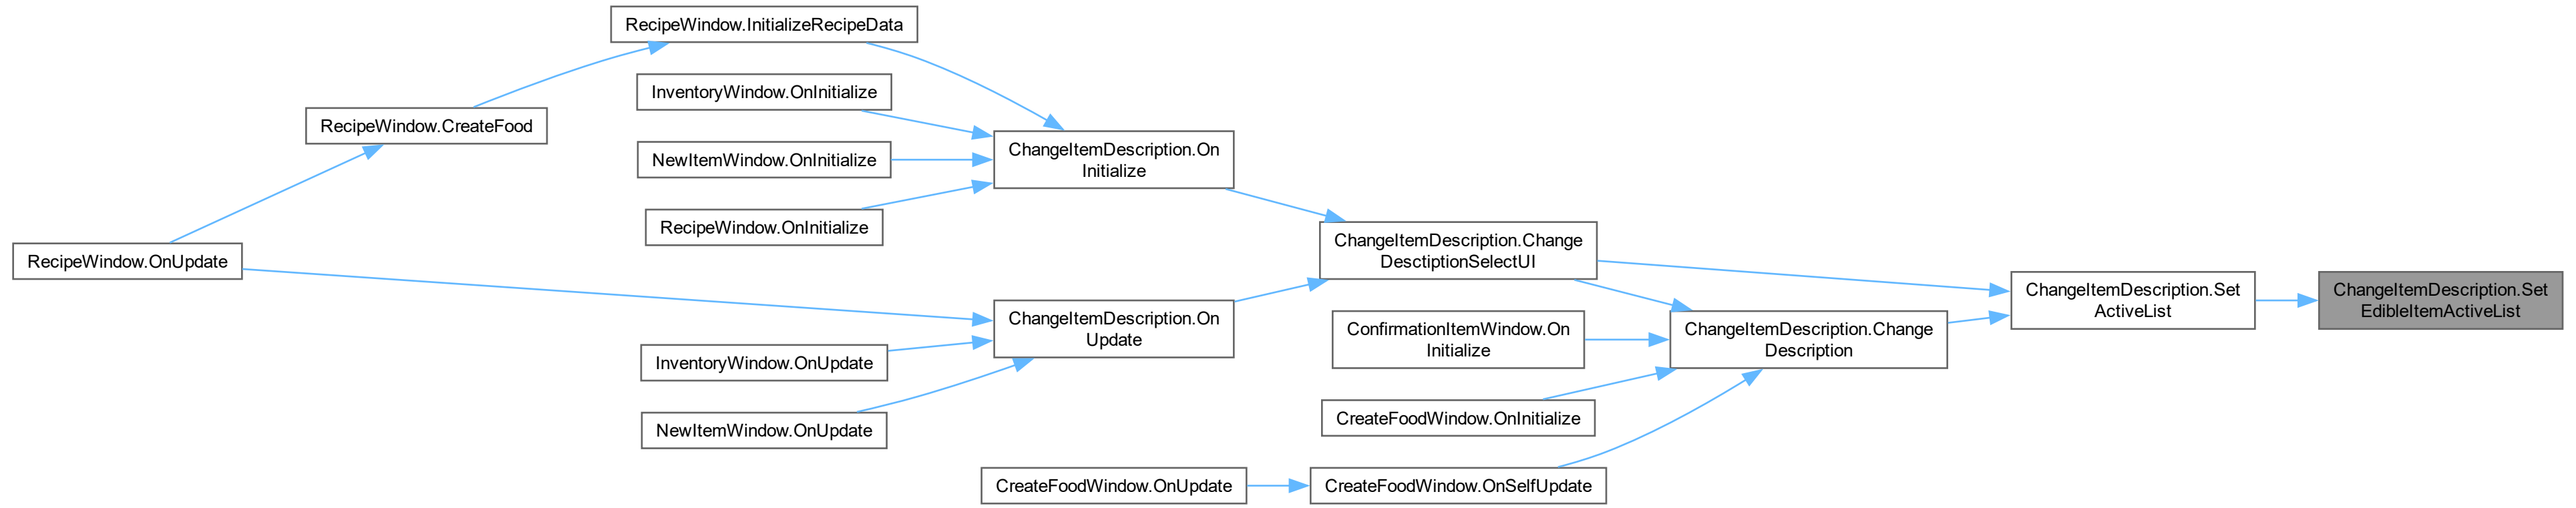 RecipeWindow.InitializeRecipeData
InventoryWindow.OnInitialize
RecipeWindow.CreateFood
ChangeItemDescription.On
Initialize
NewItemWindow.OnInitialize
RecipeWindow.OnInitialize
RecipeWindow.OnUpdate
ChangeItemDescription.Change
DesctiptionSelectUI
ChangeItemDescription.Set
ActiveList
ChangeItemDescription.Set
EdibleItemActiveList
ChangeItemDescription.On
Update
ConfirmationItemWindow.On
Initialize
ChangeItemDescription.Change
Description
InventoryWindow.OnUpdate
CreateFoodWindow.OnInitialize
NewItemWindow.OnUpdate
CreateFoodWindow.OnUpdate
CreateFoodWindow.OnSelfUpdate